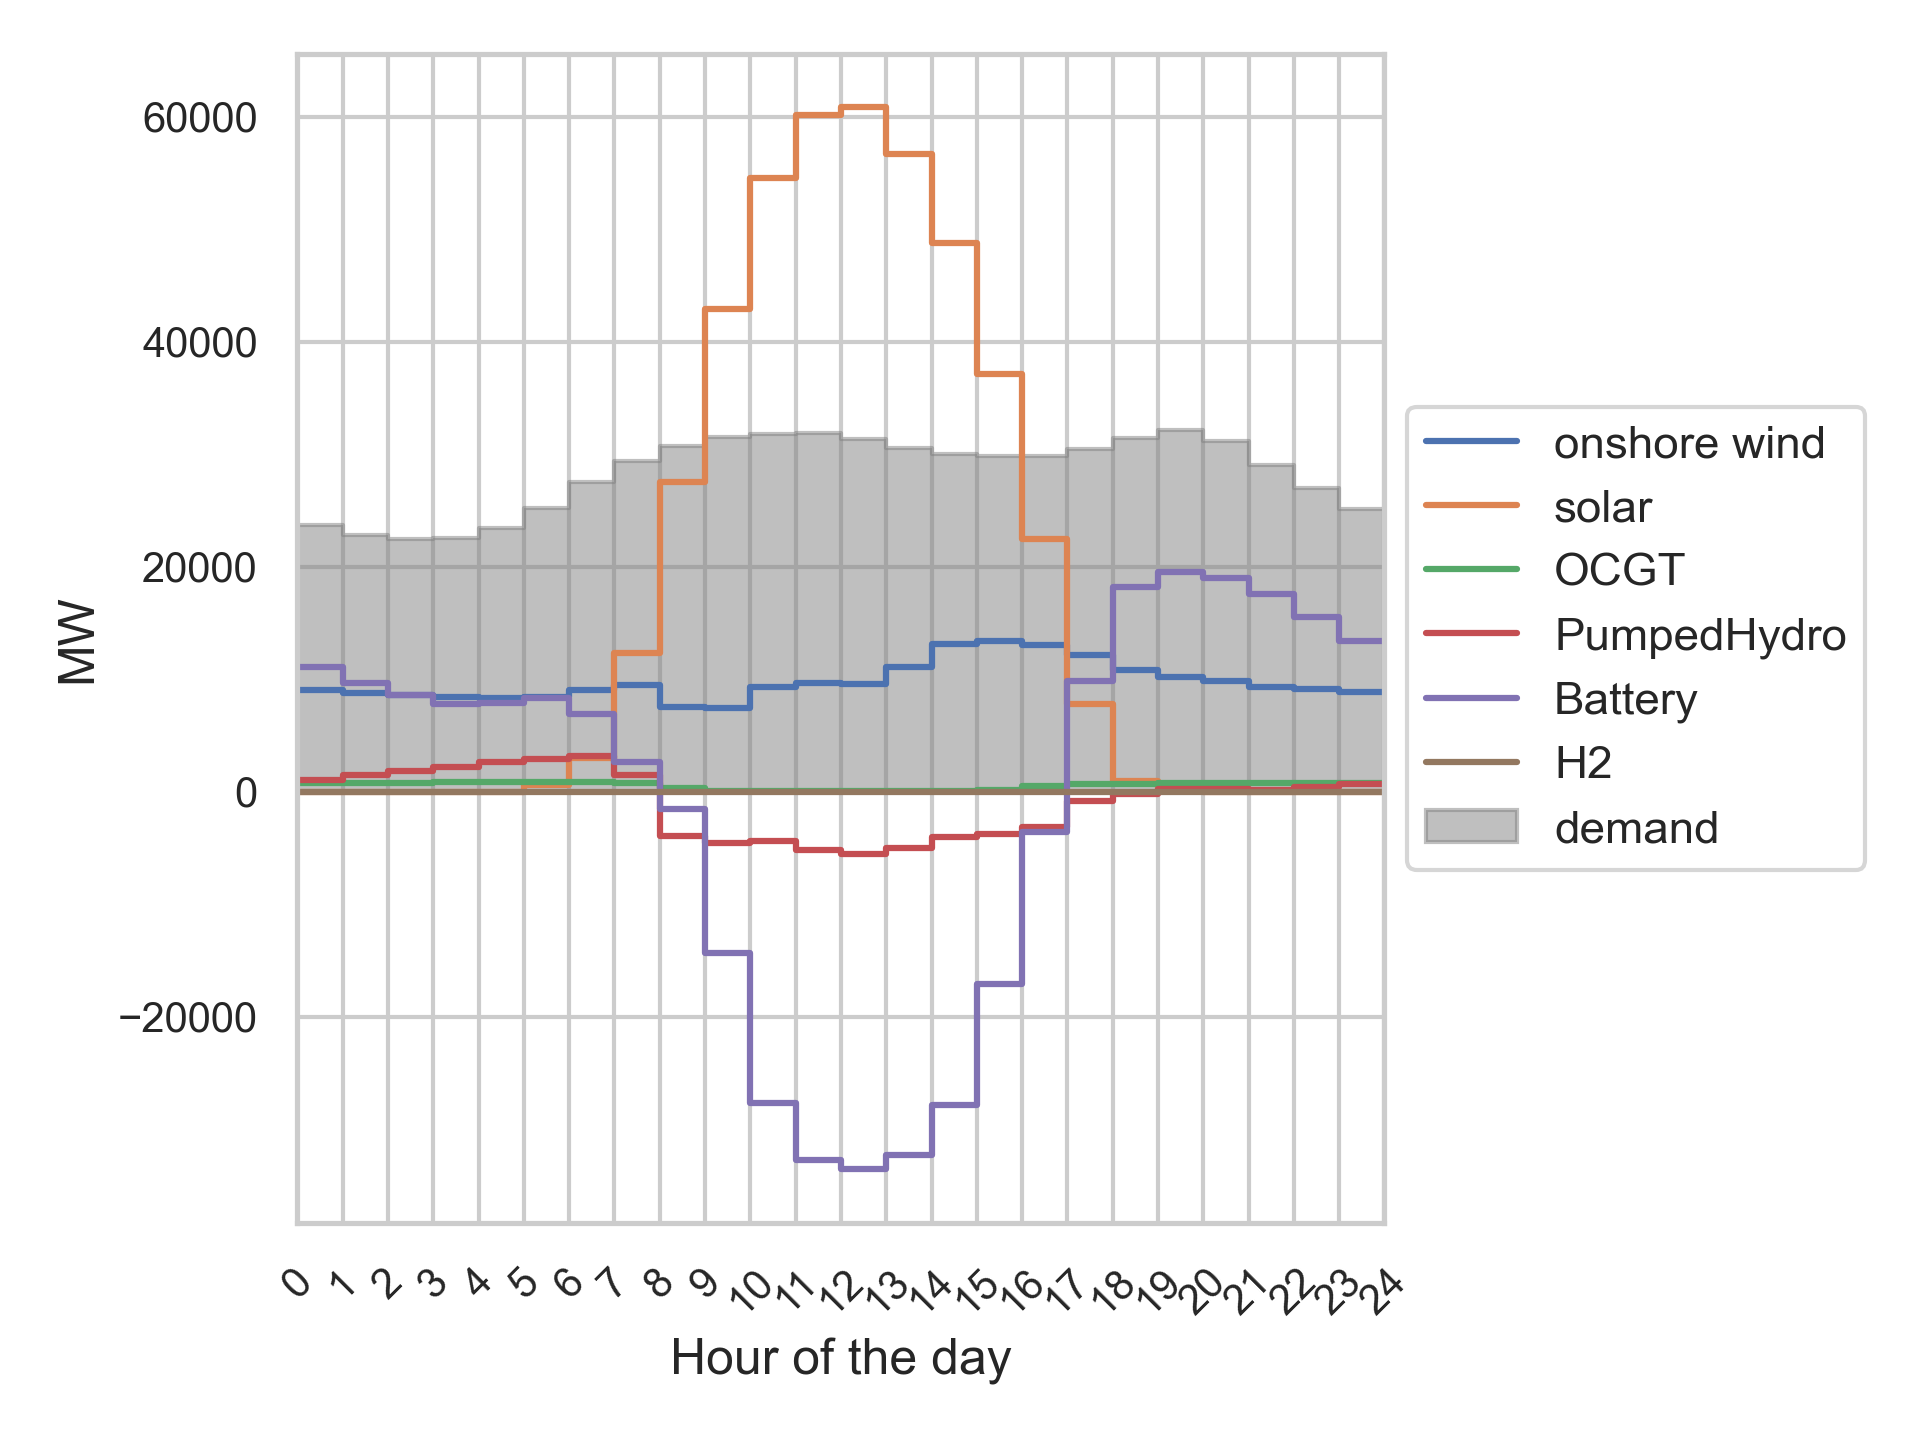 60000
40000
20000
0
−20000
MW
0 1 2 3 4 5 6 7 8 9 10 11 12 13 14 15 16 17 18 19 20 21 22 23 24
Hour of the day
onshore wind
solar
OCGT
PumpedHydro
Battery
H2
demand